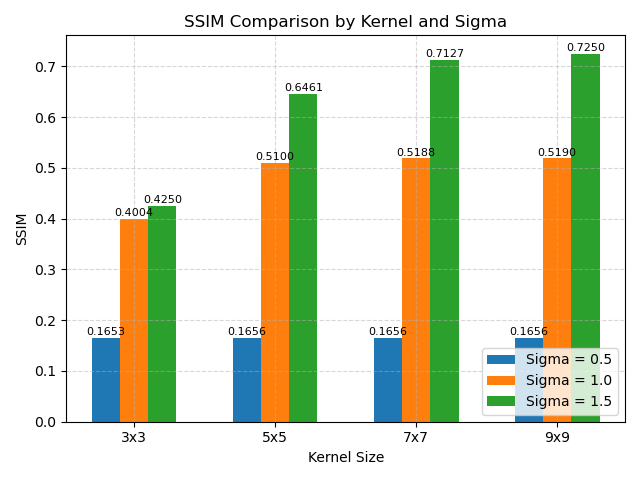 SSIM Comparison by Kernel and Sigma
SSIM
0.7
0.6
0.5
0.4
0.3
0.2
0.1
0.0
0.1653
0.4004
0.4250
0.1656
0.5100
0.6461
0.1656
0.5188
0.7127
0.1656
0.5190
0.7250
Sigma = 0.5
Sigma = 1.0
Sigma = 1.5
3x3
5x5
7x7
9x9
Kernel Size